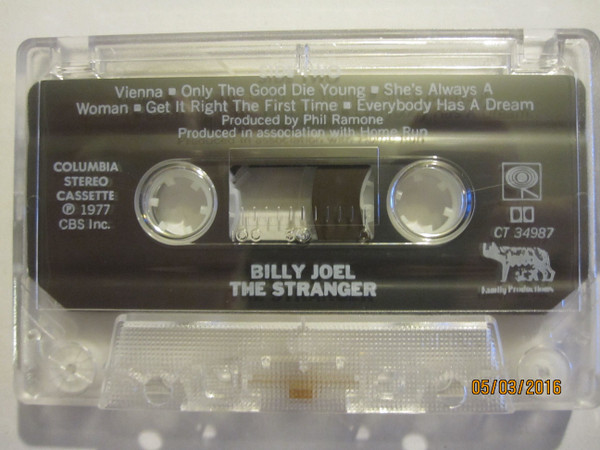 Vienna ■ Only The Good Die Young ■ She's Always A
Woman ■ Get It Right The First Time ■ Everybody Has A Dream
Produced by Phil Ramone
Produced in association with Home Run
COLUMBIA
STEREO
CASSETTE
℗ 1977
CBS Inc.
CT 34987
BILLY JOEL
THE STRANGER
Family Productions
05/03/2016